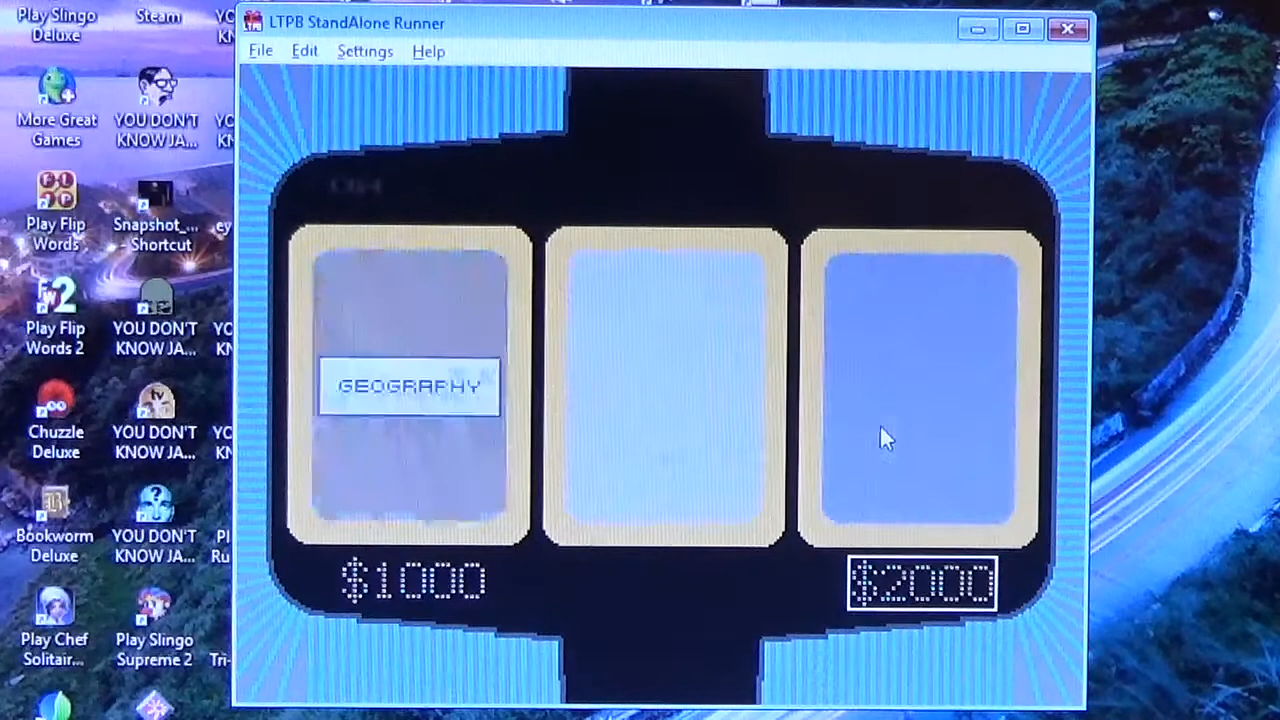 Play Slingo
Deluxe
Steam
LTPB StandAlone Runner
File Edit Settings Help
More Great
Games
YOU DON'T
KNOW JA...
Play Flip
Words
Snapshot_...
- Shortcut
Play Flip
Words 2
YOU DON'T
KNOW JA...
Chuzzle
Deluxe
YOU DON'T
KNOW JA...
Bookworm
Deluxe
YOU DON'T
KNOW JA...
Play Chef
Solitair...
Play Slingo
Supreme 2
Tri-
GEOGRAPHY
$1000
$2000